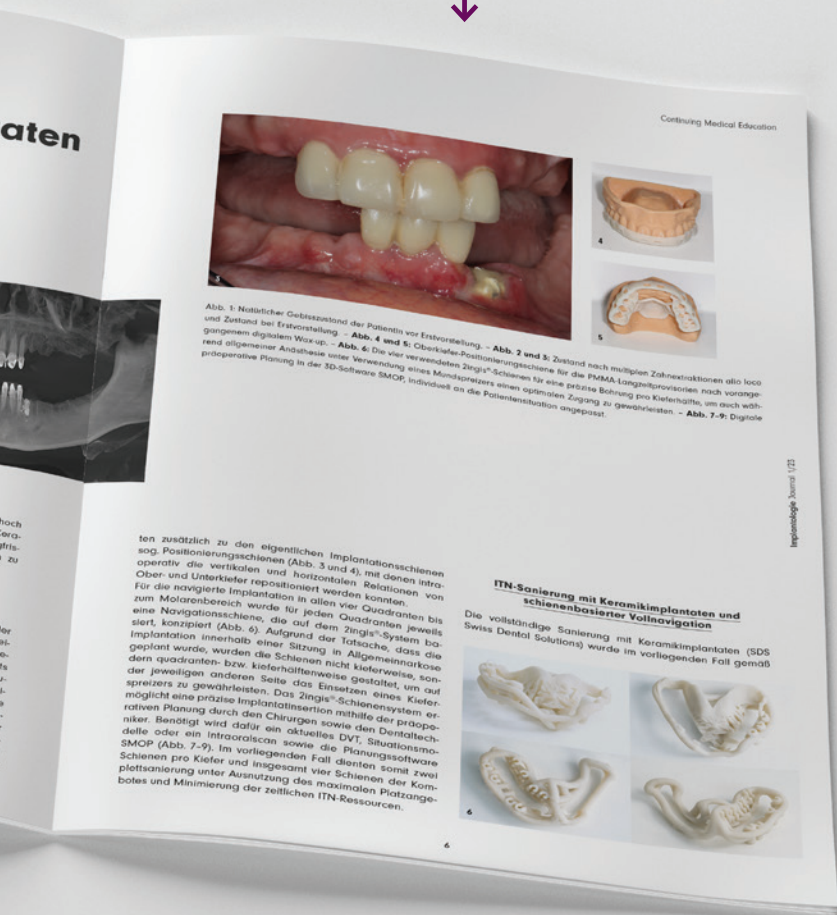 aten
Continuing Medical Education
4
5
Abb. 1: Natürlicher Gebisszustand der Patientin vor Erstvorstellung. – Abb. 2 und 3: Zustand nach multiplen Zahnextraktionen alio loco
und Zustand bei Erstvorstellung. – Abb. 4 und 5: Oberkiefer-Positionierungsschiene für die PMMA-Langzeitprovisorien nach vorange-
gangenem digitalem Wax-up. – Abb. 6: Die vier verwendeten 2ingis®-Schienen für eine präzise Bohrung pro Kieferhälfte, um auch wäh-
rend allgemeiner Anästhesie unter Verwendung eines Mundspreizers einen optimalen Zugang zu gewährleisten. – Abb. 7–9: Digitale
präoperative Planung in der 3D-Software SMOP, individuell an die Patientensituation angepasst.
Implantologie Journal 1/23
hoch
Kera-
gfris-
zu
ten zusätzlich zu den eigentlichen Implantationsschienen
sog. Positionierungsschienen (Abb. 3 und 4), mit denen intra-
operativ die vertikalen und horizontalen Relationen von
Ober- und Unterkiefer repositioniert werden konnten.
Für die navigierte Implantation in allen vier Quadranten bis
zum Molarenbereich wurde für jeden Quadranten jeweils
eine Navigationsschiene, die auf dem 2ingis®-System ba-
siert, konzipiert (Abb. 6). Aufgrund der Tatsache, dass die
Implantation innerhalb einer Sitzung in Allgemeinnarkose
geplant wurde, wurden die Schienen nicht kieferweise, son-
dern quadranten- bzw. kieferhälftenweise gestaltet, um auf
der jeweiligen anderen Seite das Einsetzen eines Kiefer-
spreizers zu gewährleisten. Das 2ingis®-Schienensystem er-
möglicht eine präzise Implantatinsertion mithilfe der präope-
rativen Planung durch den Chirurgen sowie den Dentaltech-
niker. Benötigt wird dafür ein aktuelles DVT, Situationsmo-
delle oder ein Intraoralscan sowie die Planungssoftware
SMOP (Abb. 7–9). Im vorliegenden Fall dienten somit zwei
Schienen pro Kiefer und insgesamt vier Schienen der Kom-
plettsanierung unter Ausnutzung des maximalen Platzange-
botes und Minimierung der zeitlichen ITN-Ressourcen.
ITN-Sanierung mit Keramikimplantaten und
schienenbasierter Vollnavigation
Die vollständige Sanierung mit Keramikimplantaten (SDS
Swiss Dental Solutions) wurde im vorliegenden Fall gemäß
6
6